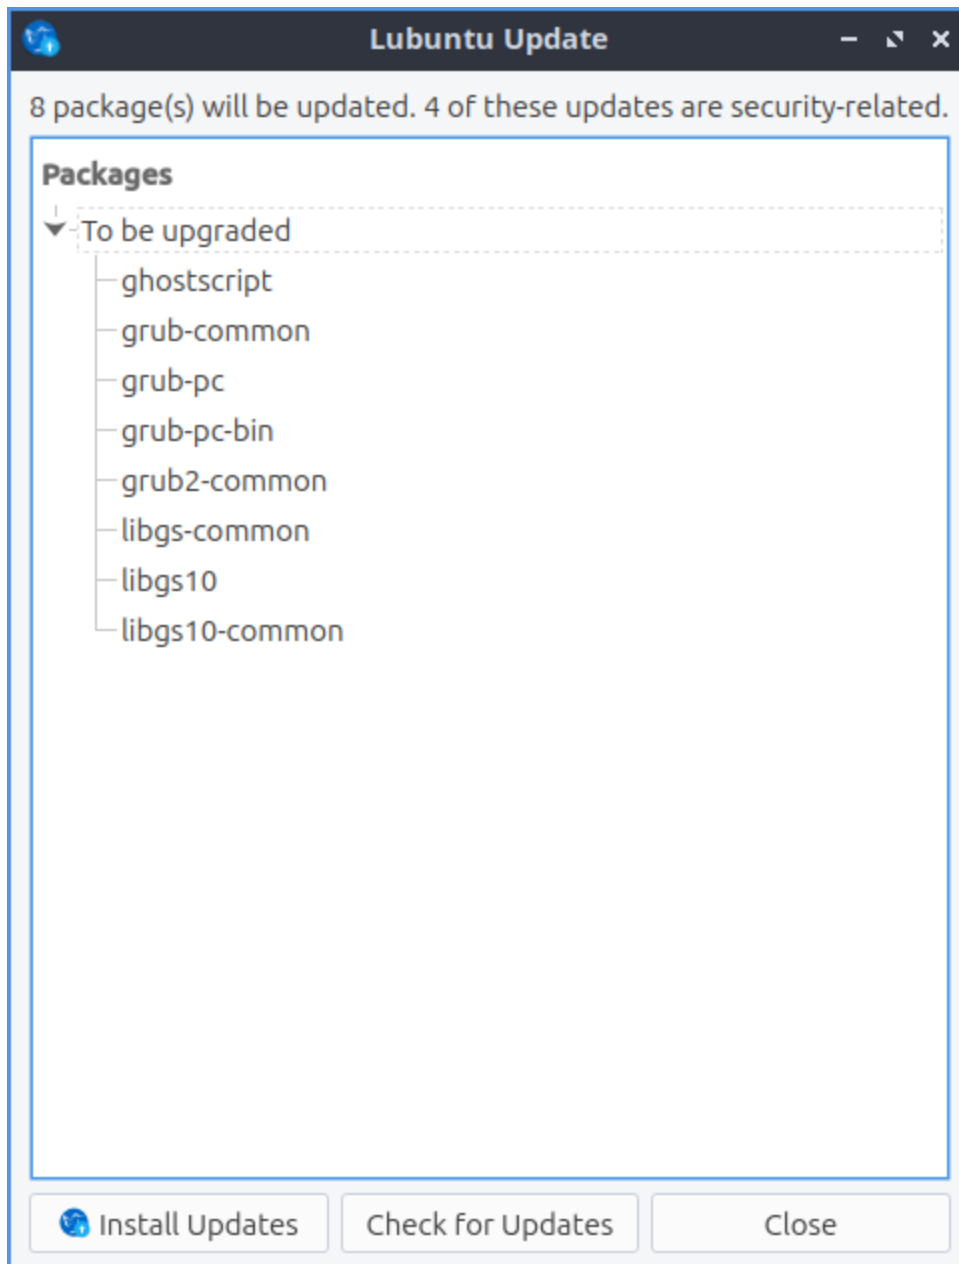 Lubuntu Update
8 package(s) will be updated. 4 of these updates are security-related.
Packages
To be upgraded
ghostscript
grub-common
grub-pc
grub-pc-bin
grub2-common
libgs-common
libgs10
libgs10-common
Install Updates
Check for Updates
Close